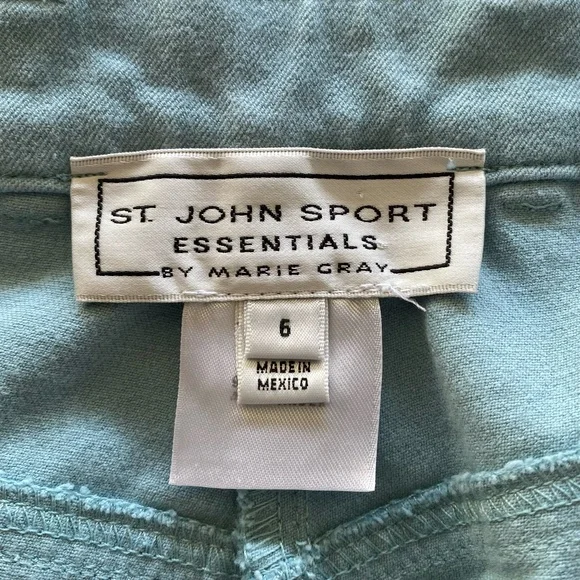 ST. JOHN SPORT
ESSENTIALS
BY MARIE GRAY
6
MADE IN
MEXICO